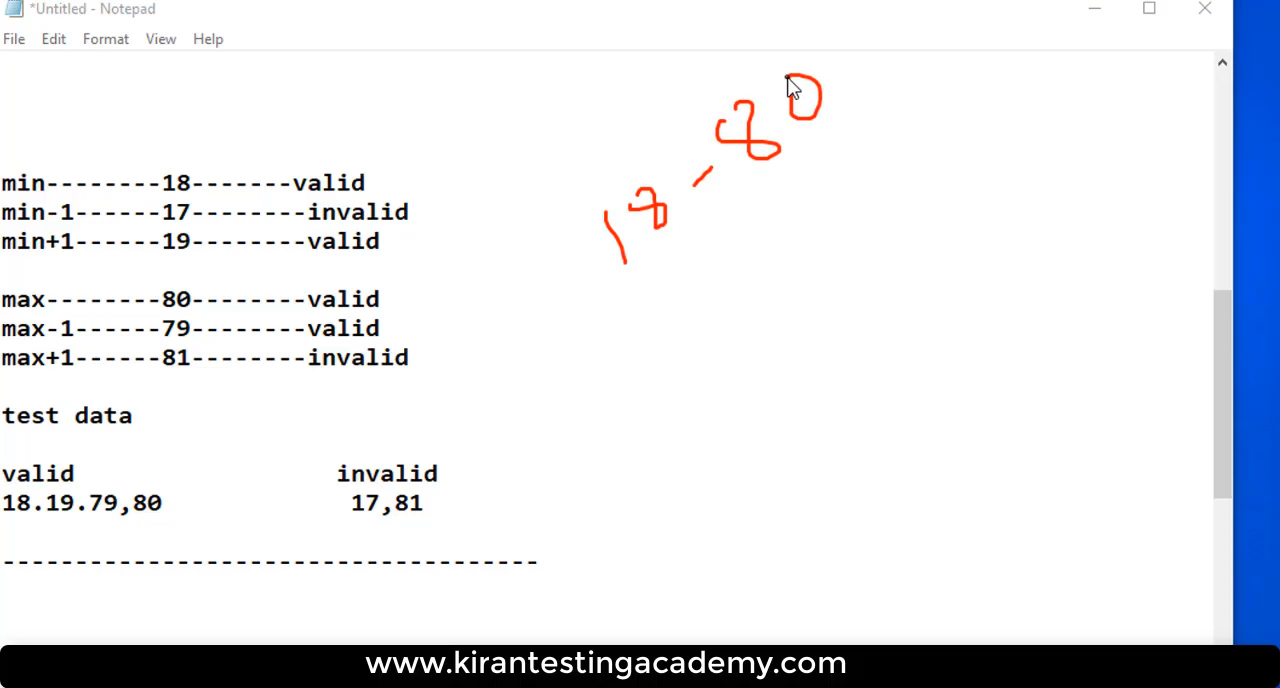 *Untitled - Notepad
File Edit Format View Help
18-80
min--------18-------valid
min-1------17--------invalid
min+1------19--------valid
max--------80--------valid
max-1------79--------valid
max+1------81--------invalid
test data
valid invalid
18.19.79,80 17,81
-------------------------------------
www.kirantestingacademy.com